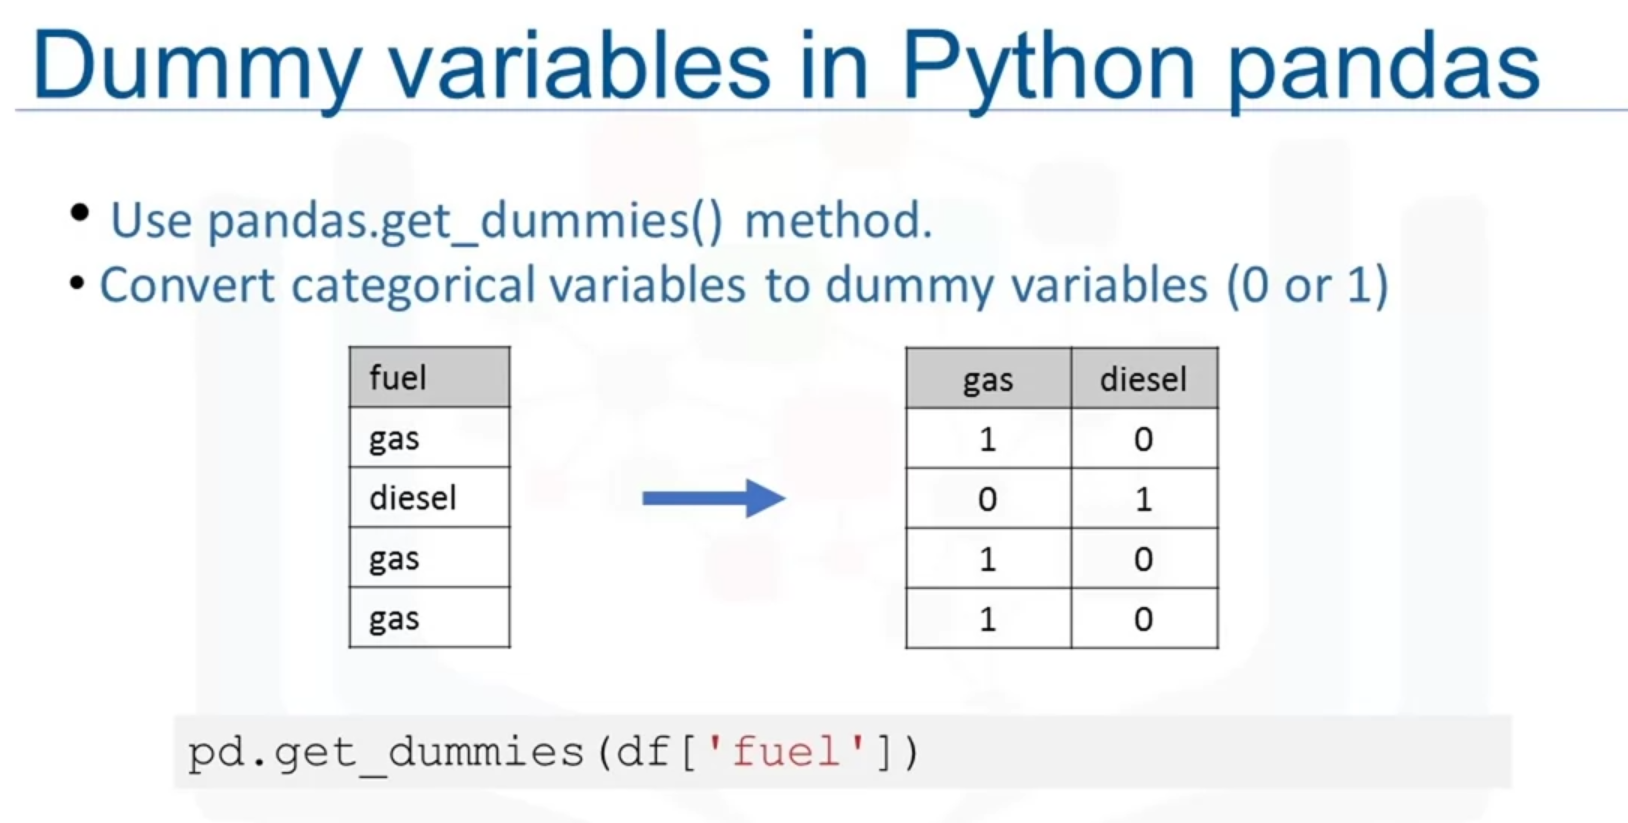 Dummy variables in Python pandas
• Use pandas.get_dummies() method.
• Convert categorical variables to dummy variables (0 or 1)
fuel
gas
diesel
gas
gas
gas diesel
1 0
0 1
1 0
1 0
pd.get_dummies(df['fuel'])